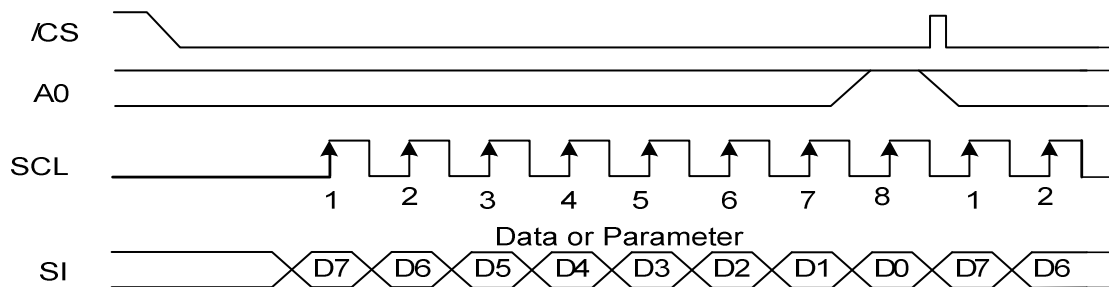 /CS
A0
SCL
1 2 3 4 5 6 7 8 1 2
Data or Parameter
SI D7 D6 D5 D4 D3 D2 D1 D0 D7 D6